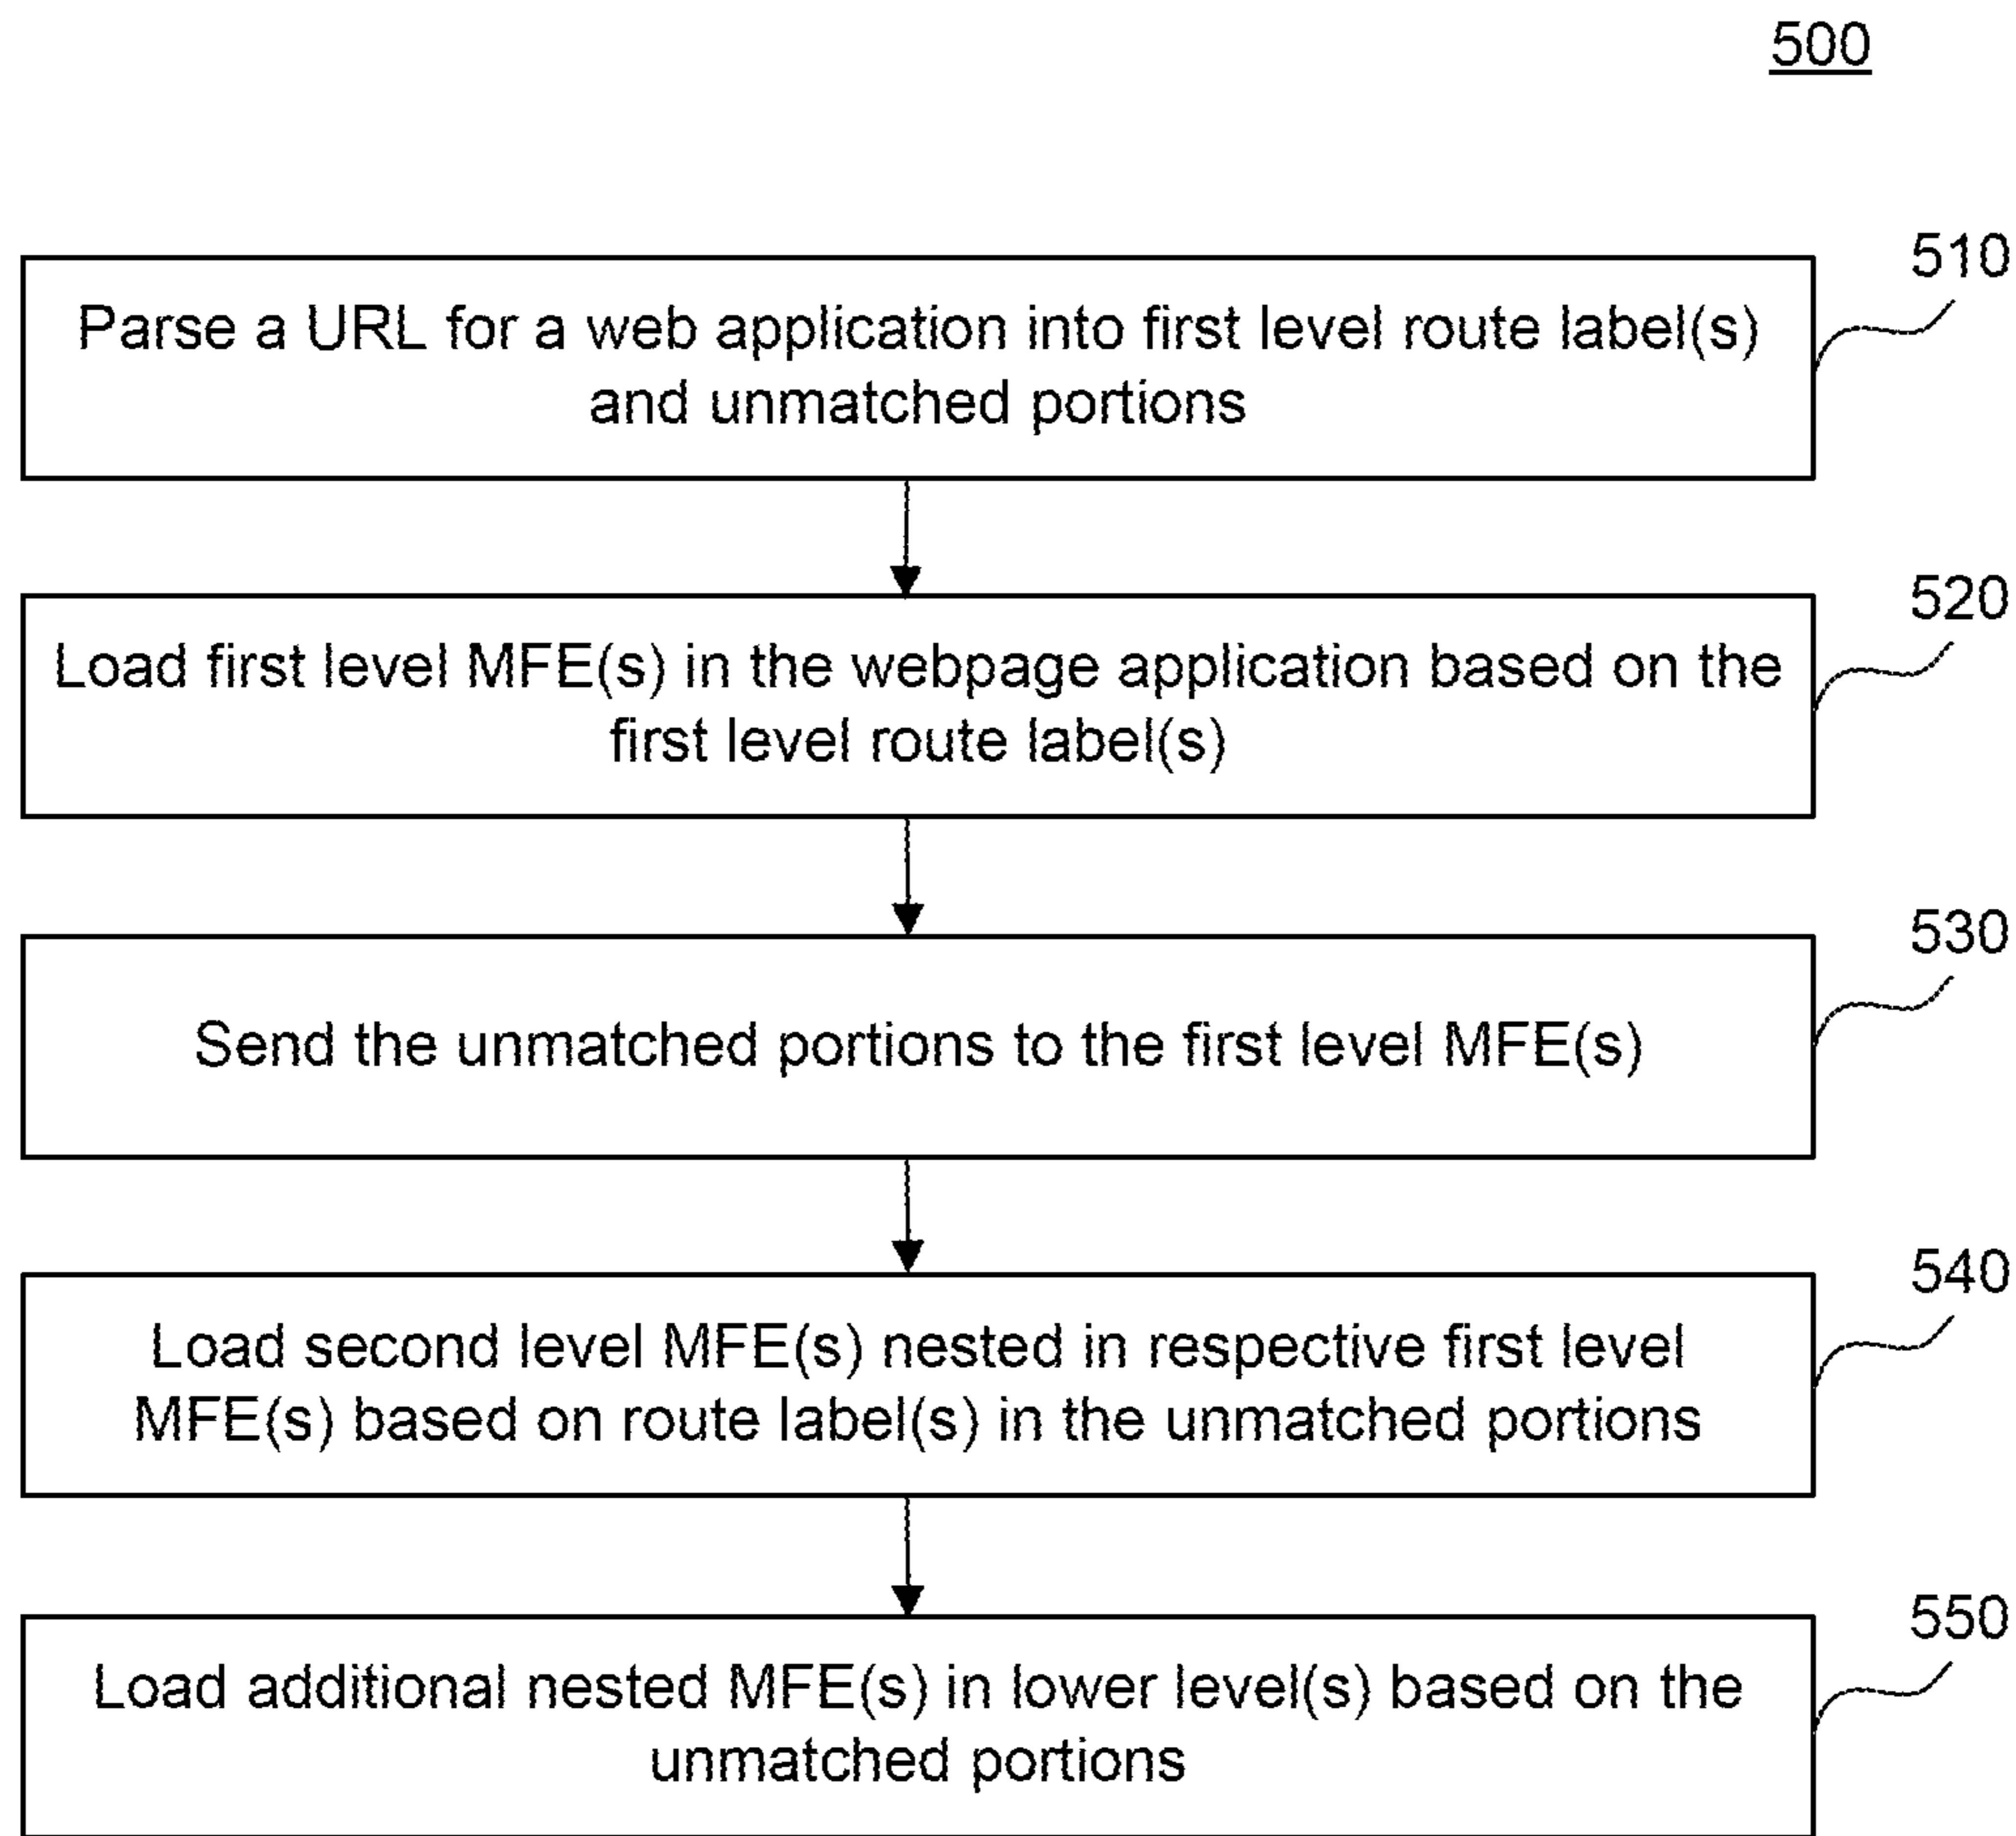 500
510
Parse a URL for a web application into first level route label(s)
and unmatched portions
520
Load first level MFE(s) in the webpage application based on the
first level route label(s)
530
Send the unmatched portions to the first level MFE(s)
540
Load second level MFE(s) nested in respective first level
MFE(s) based on route label(s) in the unmatched portions
550
Load additional nested MFE(s) in lower level(s) based on the
unmatched portions